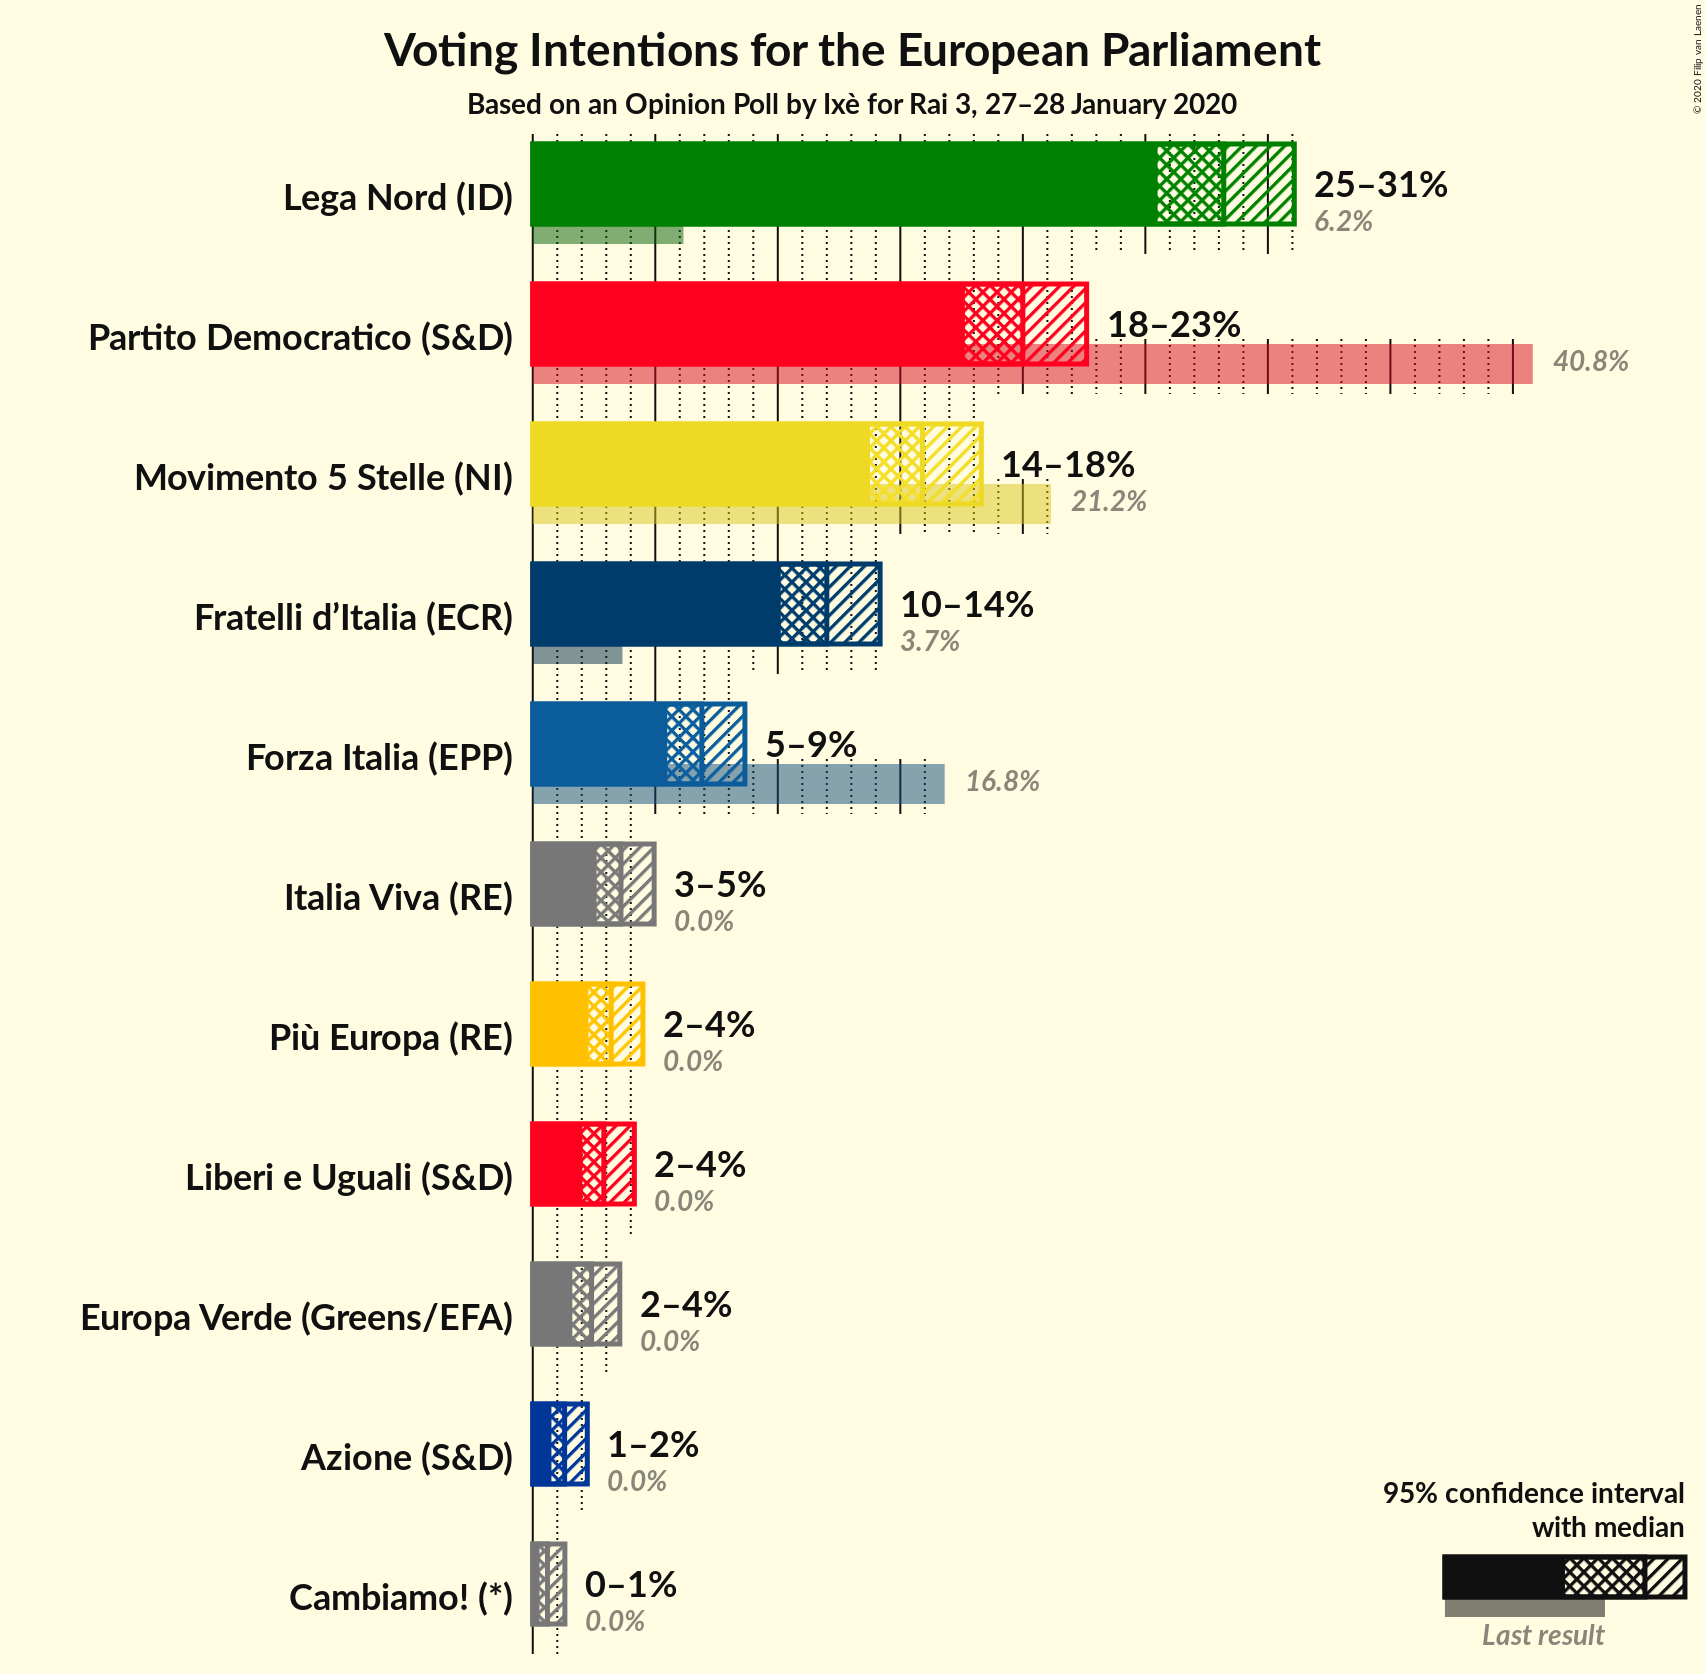 © 2020 Filip van Laenen
Voting Intentions for the European Parliament
Based on an Opinion Poll by Ixè for Rai 3, 27–28 January 2020
Lega Nord (ID)
25–31%
6.2%
Partito Democratico (S&D)
18–23%
40.8%
Movimento 5 Stelle (NI)
14–18%
21.2%
Fratelli d’Italia (ECR)
10–14%
3.7%
Forza Italia (EPP)
5–9%
16.8%
Italia Viva (RE)
3–5%
0.0%
Più Europa (RE)
2–4%
0.0%
Liberi e Uguali (S&D)
2–4%
0.0%
Europa Verde (Greens/EFA)
2–4%
0.0%
Azione (S&D)
1–2%
0.0%
Cambiamo! (*)
0–1%
0.0%
95% confidence interval
with median
Last result